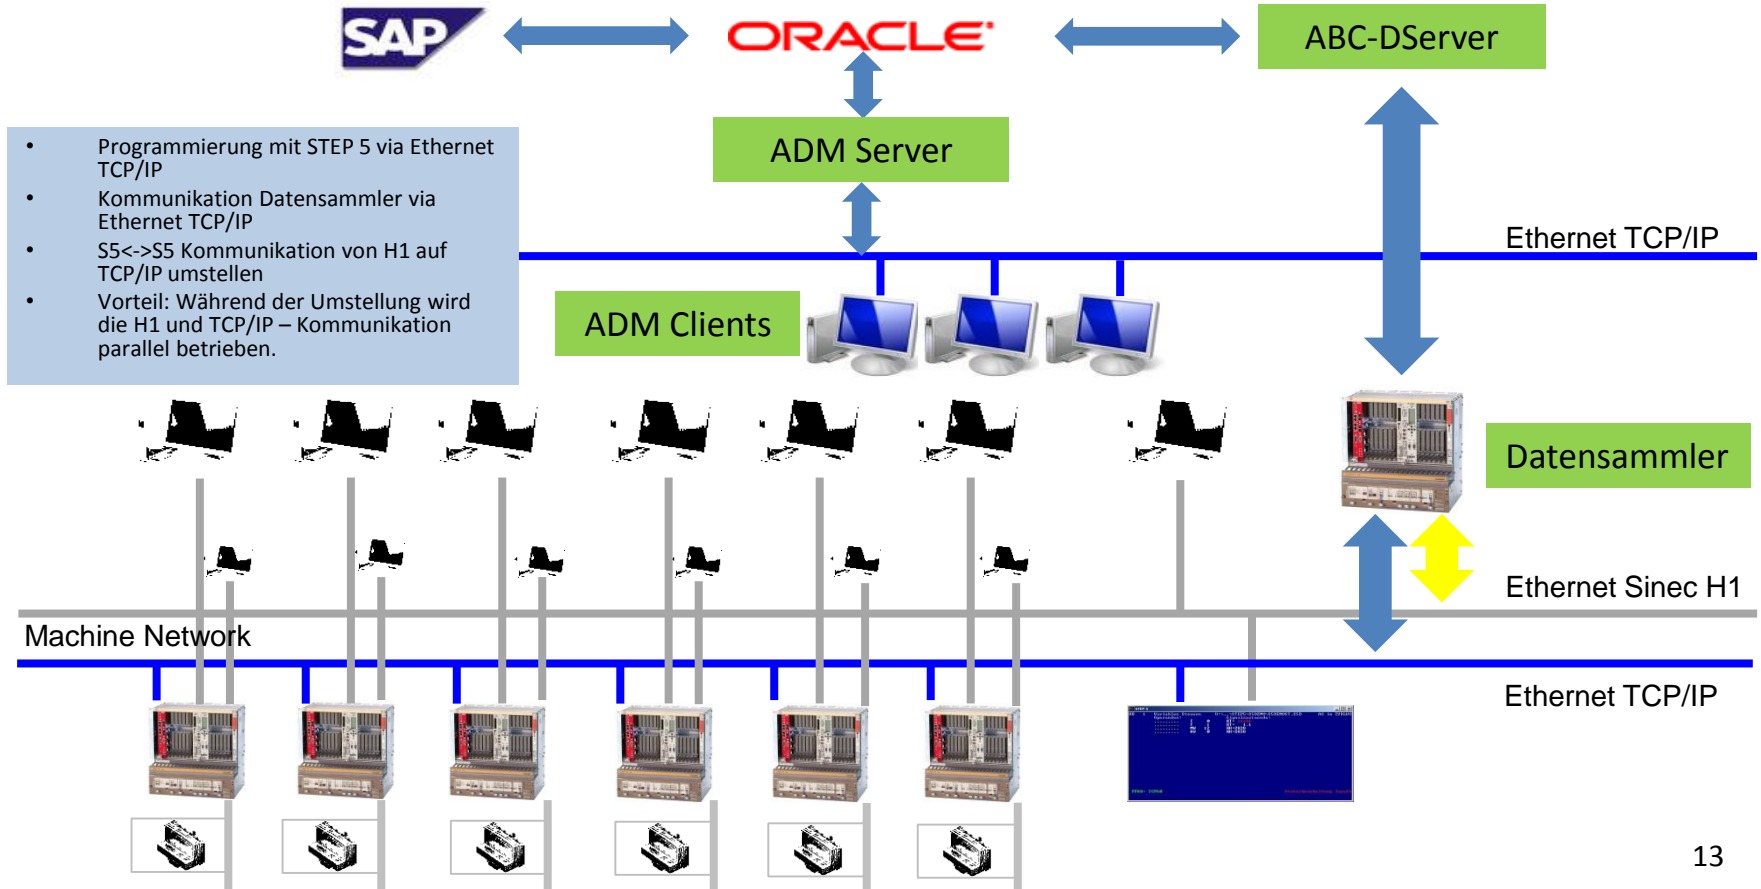 SAP
ORACLE
ABC-DServer
ADM Server
• Programmierung mit STEP 5 via Ethernet
TCP/IP
• Kommunikation Datensammler via
Ethernet TCP/IP
• S5<->S5 Kommunikation von H1 auf
TCP/IP umstellen
• Vorteil: Während der Umstellung wird
die H1 und TCP/IP – Kommunikation
parallel betrieben.
Ethernet TCP/IP
ADM Clients
Datensammler
Ethernet Sinec H1
Machine Network
Ethernet TCP/IP
13